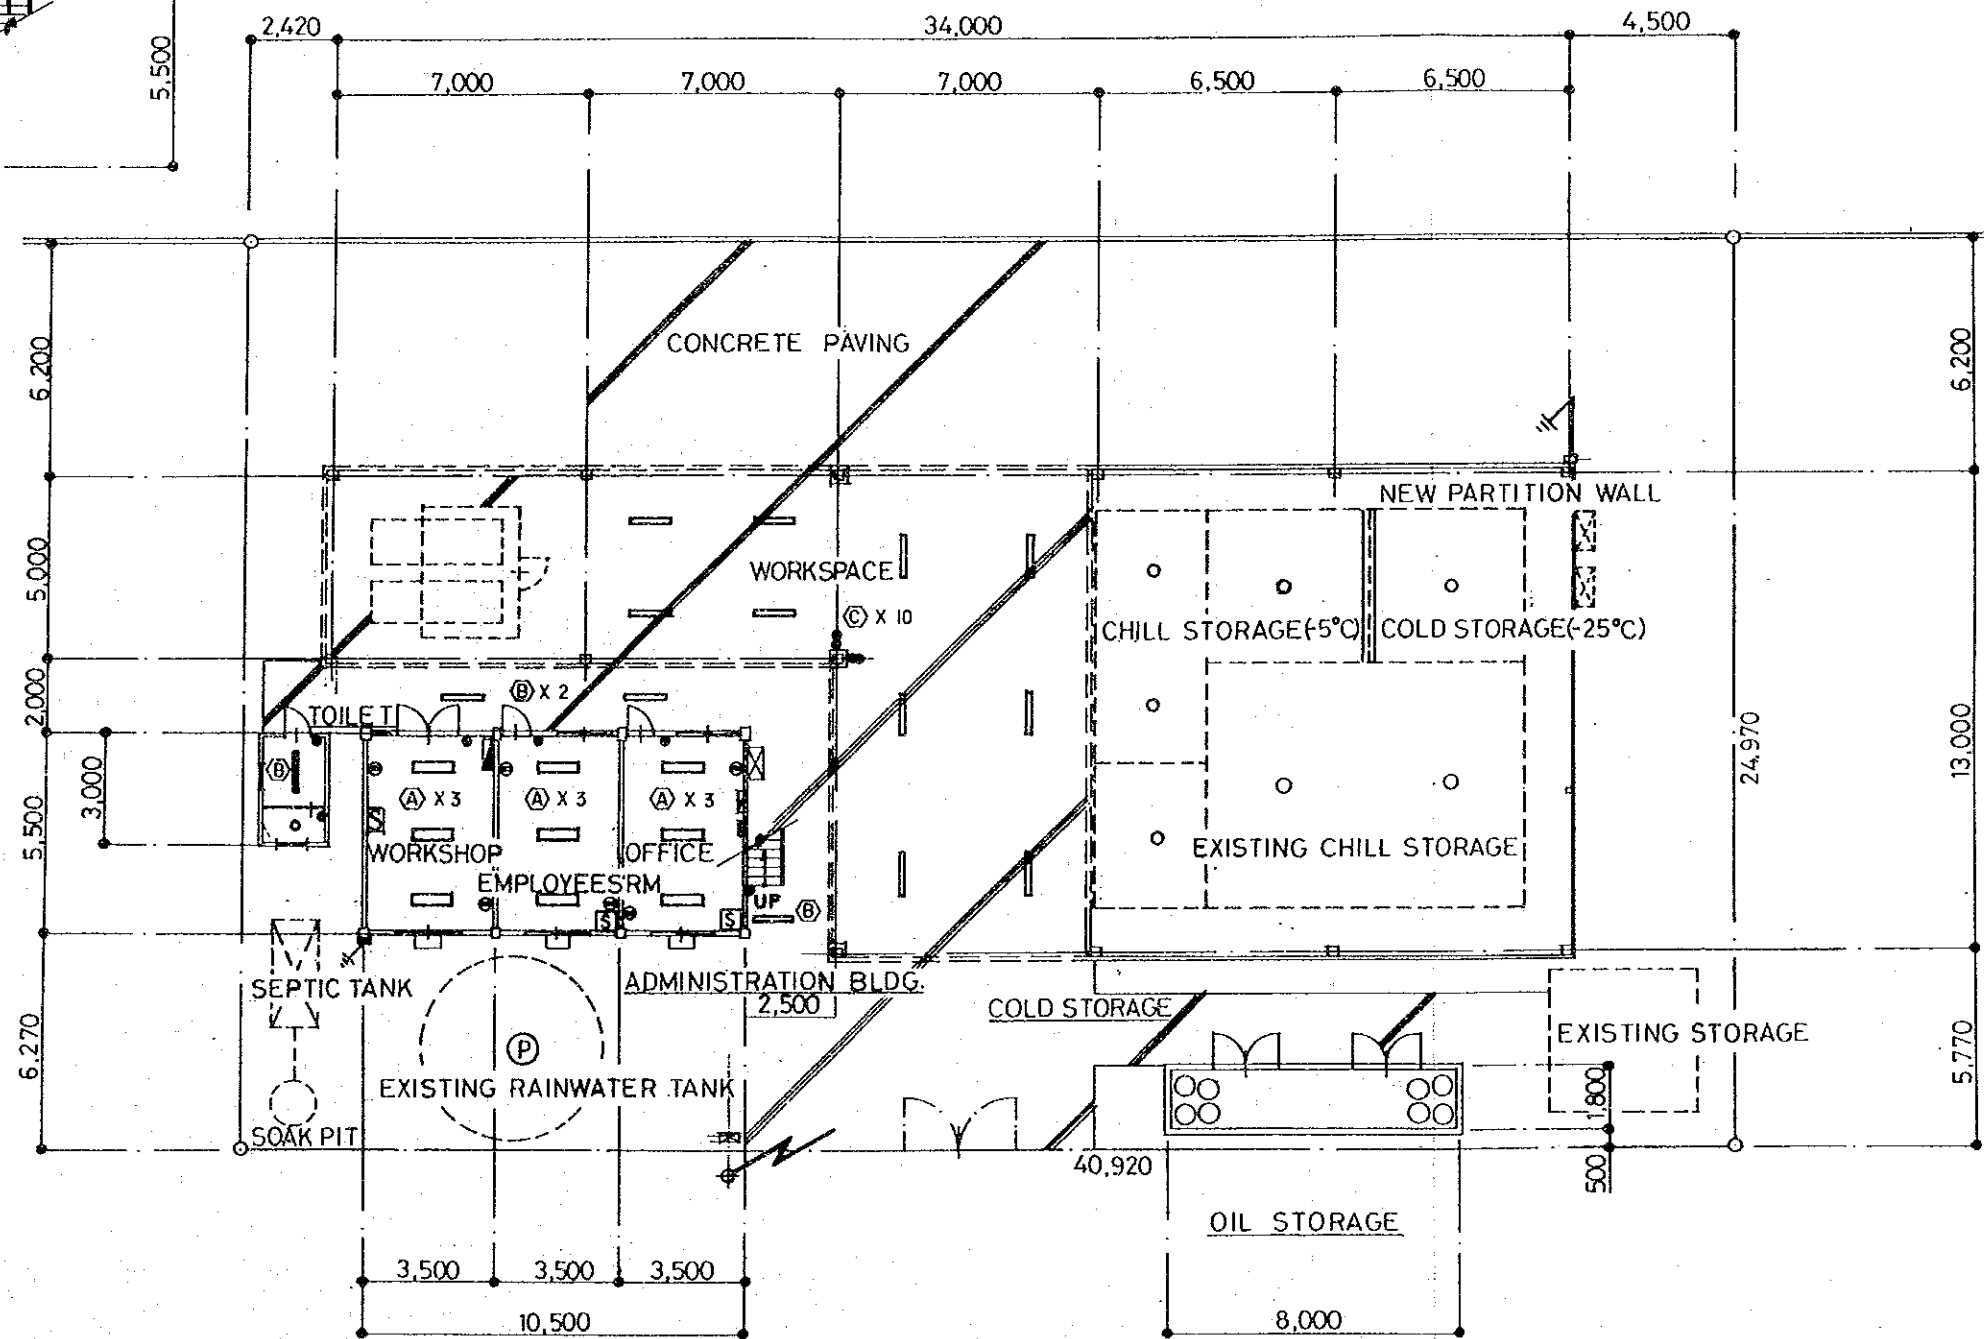 2,420
34,000
4,500
5,500
7,000
7,000
7,000
6,500
6,500
CONCRETE PAVING
6,200
6,200
NEW PARTITION WALL
5,000
WORKSPACE
Ⓒ X 10
CHILL STORAGE(-5°C)
COLD STORAGE(-25°C)
2,000
Ⓑ X 2
TOILET
24,970
13,000
3,000
5,500
Ⓑ
Ⓐ X 3
Ⓐ X 3
Ⓐ X 3
WORKSHOP
OFFICE
EXISTING CHILL STORAGE
EMPLOYEES'RM
UP
Ⓑ
S
S
SEPTIC TANK
ADMINISTRATION BLDG.
2,500
COLD STORAGE
EXISTING STORAGE
6,270
Ⓟ
EXISTING RAINWATER TANK
5,770
1,800
SOAK PIT
40,920
500
OIL STORAGE
3,500
3,500
3,500
10,500
8,000